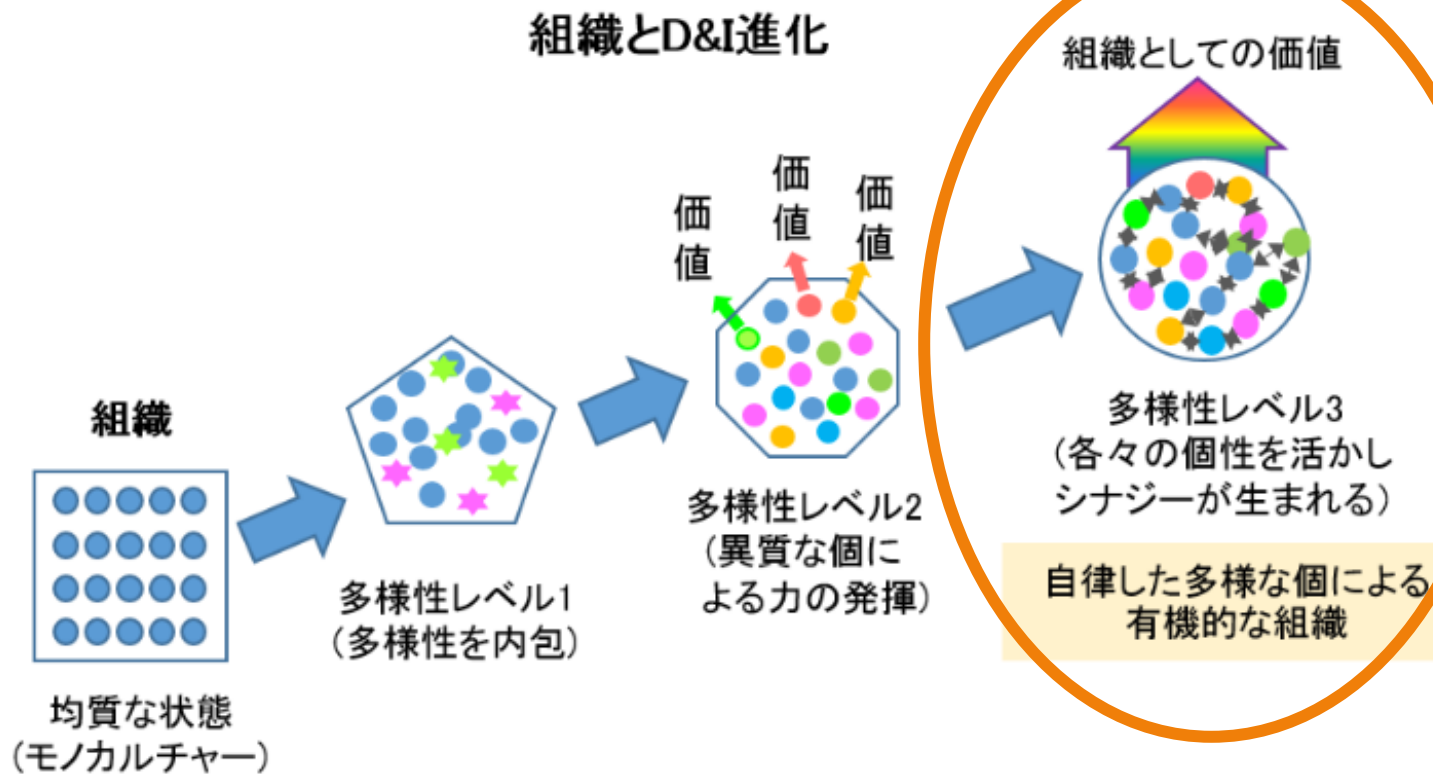 組織とD&I進化
組織
均質な状態
(モノカルチャー)
多様性レベル1
(多様性を内包)
価値
価値
価値
多様性レベル2
(異質な個に
よる力の発揮)
組織としての価値
多様性レベル3
(各々の個性を活かし
シナジーが生まれる)
自律した多様な個による
有機的な組織